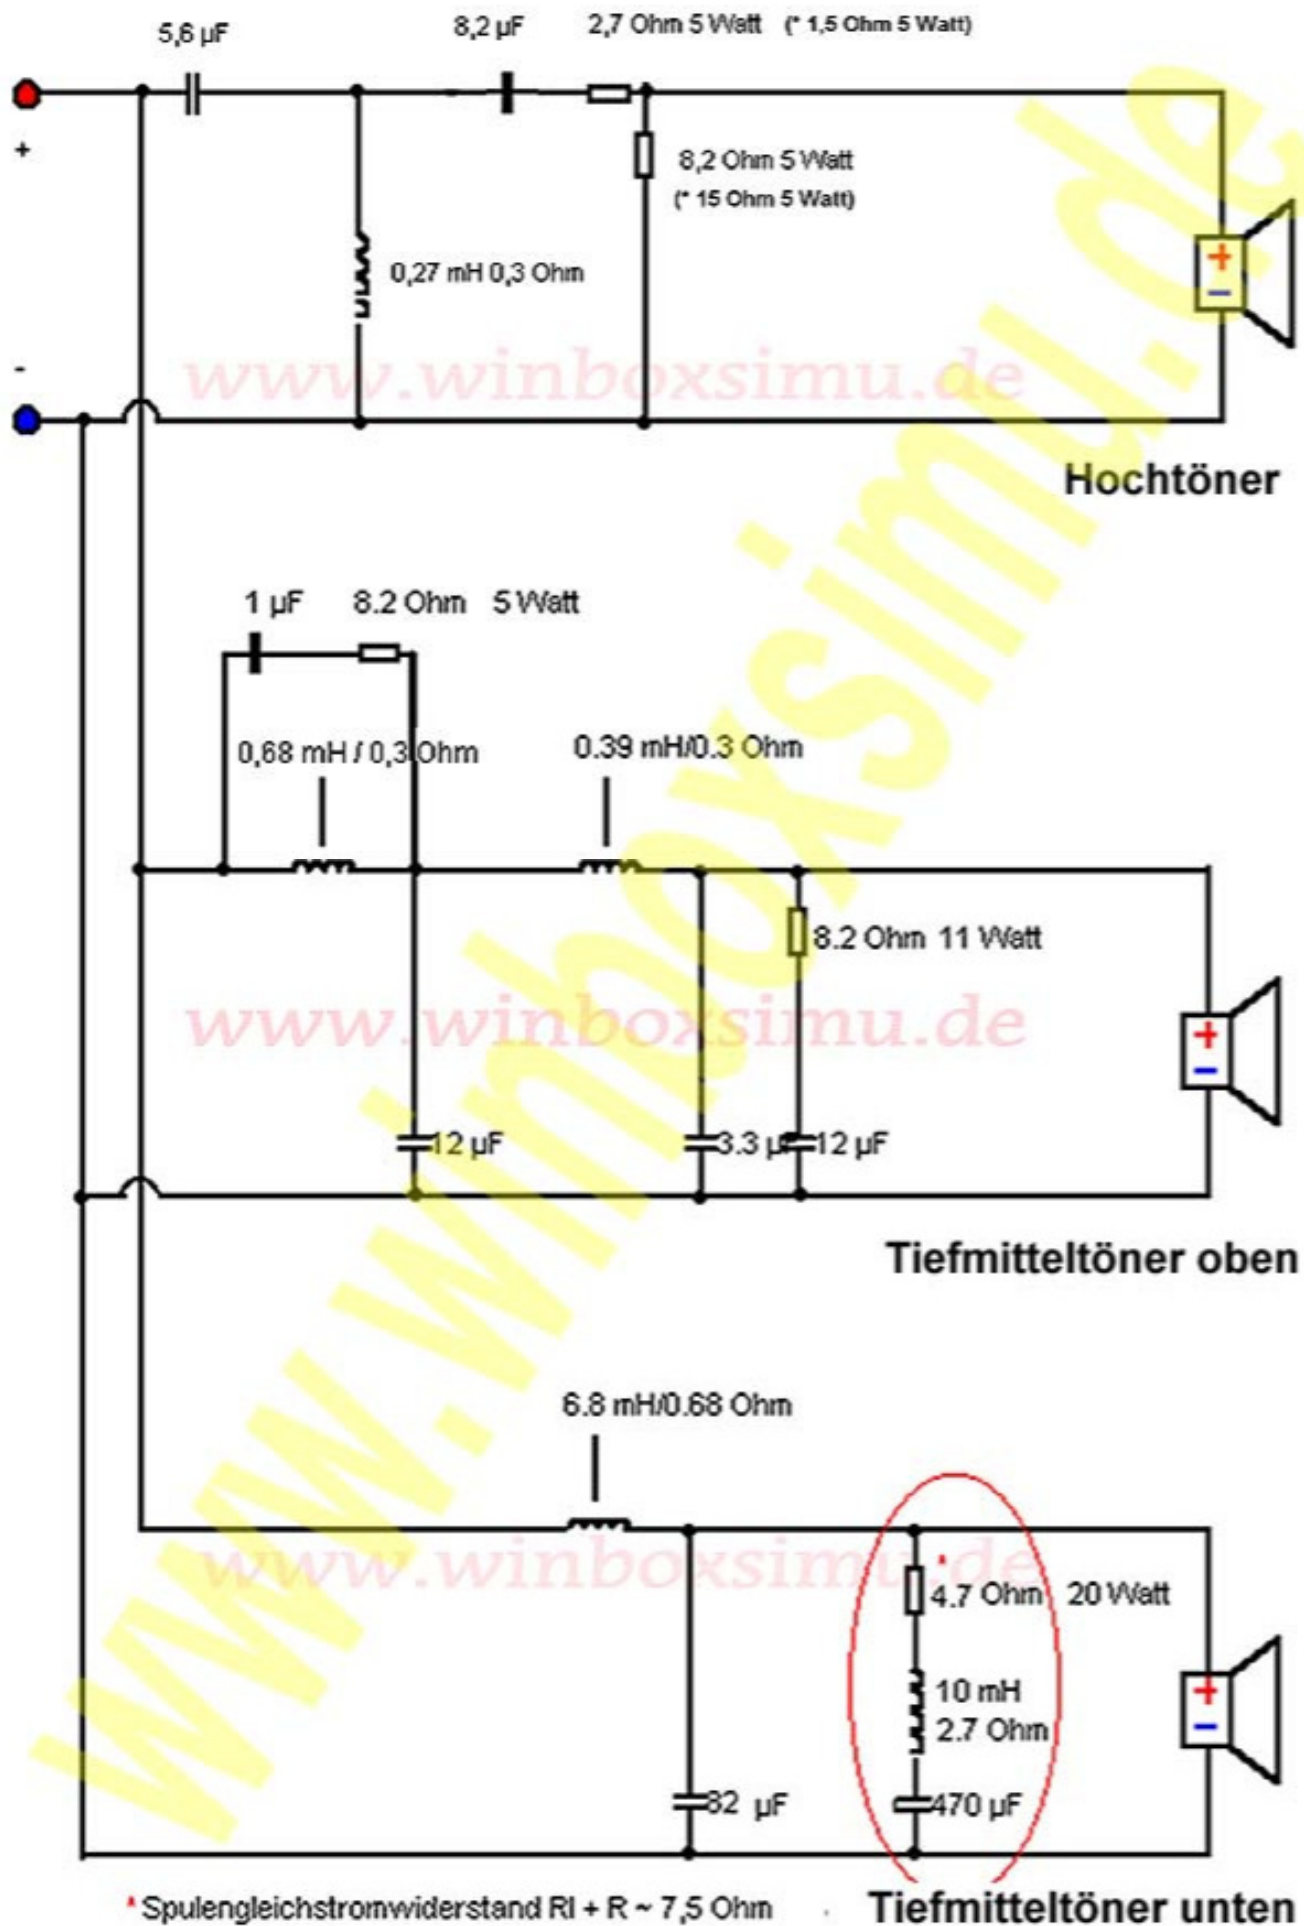 5,6 µF
8,2 µF
2,7 Ohm 5 Watt (* 1,5 Ohm 5 Watt)
+
8,2 Ohm 5 Watt
(* 15 Ohm 5 Watt)
+
−
0,27 mH 0,3 Ohm
-
www.winboxsimu.de
Hochtöner
1 µF
8.2 Ohm 5 Watt
0,68 mH / 0,3 Ohm
0.39 mH/0.3 Ohm
8.2 Ohm 11 Watt
www.winboxsimu.de
+
−
12 µF
3.3 µF
12 µF
Tiefmitteltöner oben
6.8 mH/0.68 Ohm
www.winboxsimu.de
*
4.7 Ohm 20 Watt
10 mH
2.7 Ohm
+
−
82 µF
470 µF
* Spulengleichstromwiderstand Rl + R ~ 7,5 Ohm
Tiefmitteltöner unten
www.winboxsimu.de